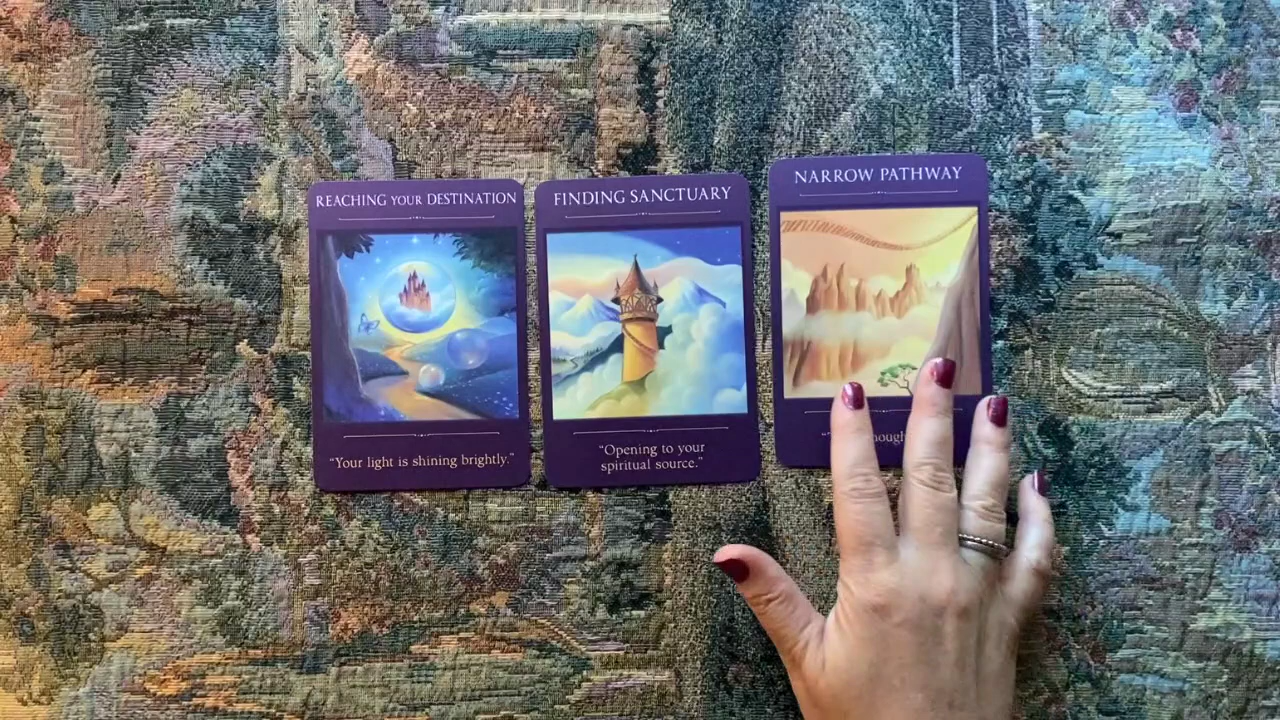 REACHING YOUR DESTINATION
"Your light is shining brightly."
FINDING SANCTUARY
"Opening to your
spiritual source."
NARROW PATHWAY